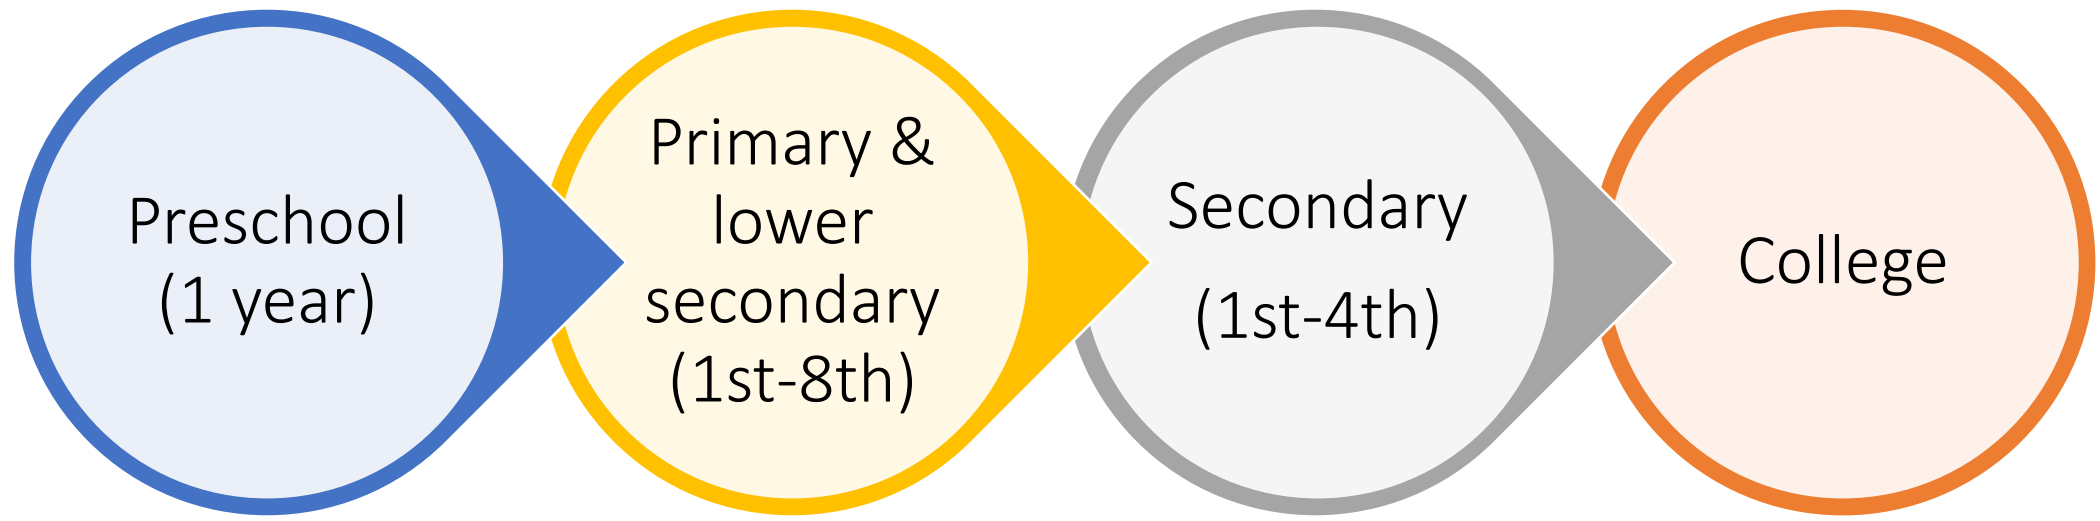 Preschool
(1 year)
Primary &
lower
secondary
(1st-8th)
Secondary
(1st-4th)
College